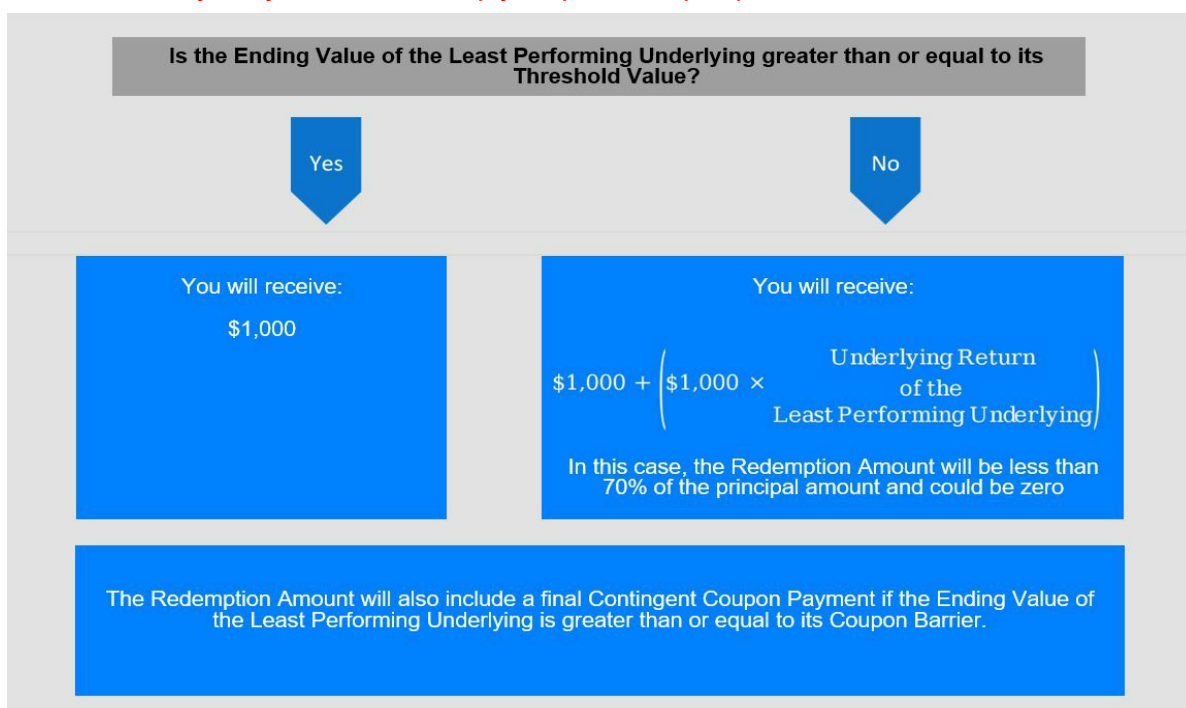 Is the Ending Value of the Least Performing Underlying greater than or equal to its
Threshold Value?
Yes
No
You will receive:
$1,000
You will receive:
$1,000 + ($1,000 × Underlying Return
of the
Least Performing Underlying)
In this case, the Redemption Amount will be less than
70% of the principal amount and could be zero
The Redemption Amount will also include a final Contingent Coupon Payment if the Ending Value of
the Least Performing Underlying is greater than or equal to its Coupon Barrier.